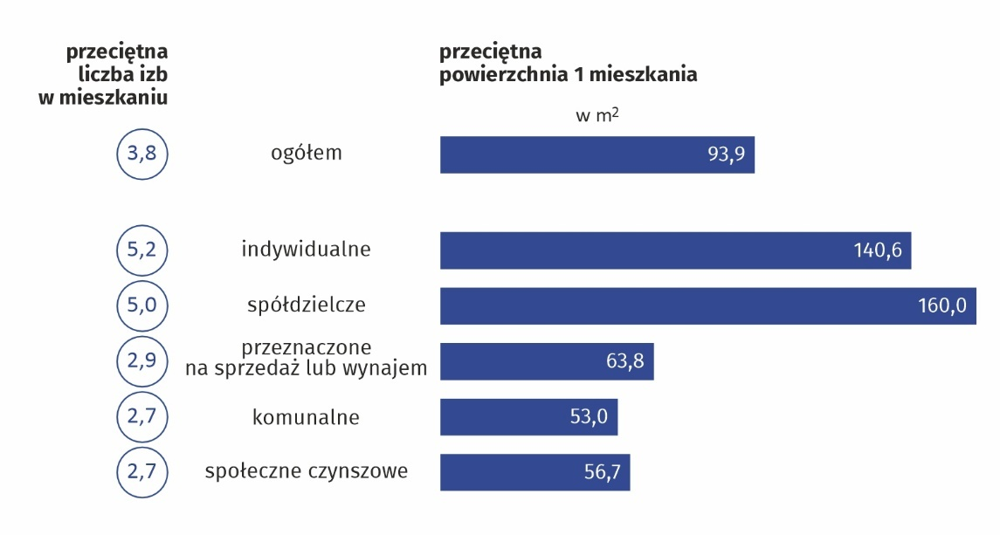 przeciętna
liczba izb
w mieszkaniu
przeciętna
powierzchnia 1 mieszkania
w m²
3,8 ogółem 93,9
5,2 indywidualne 140,6
5,0 spółdzielcze 160,0
2,9 przeznaczone
na sprzedaż lub wynajem 63,8
2,7 komunalne 53,0
2,7 społeczne czynszowe 56,7